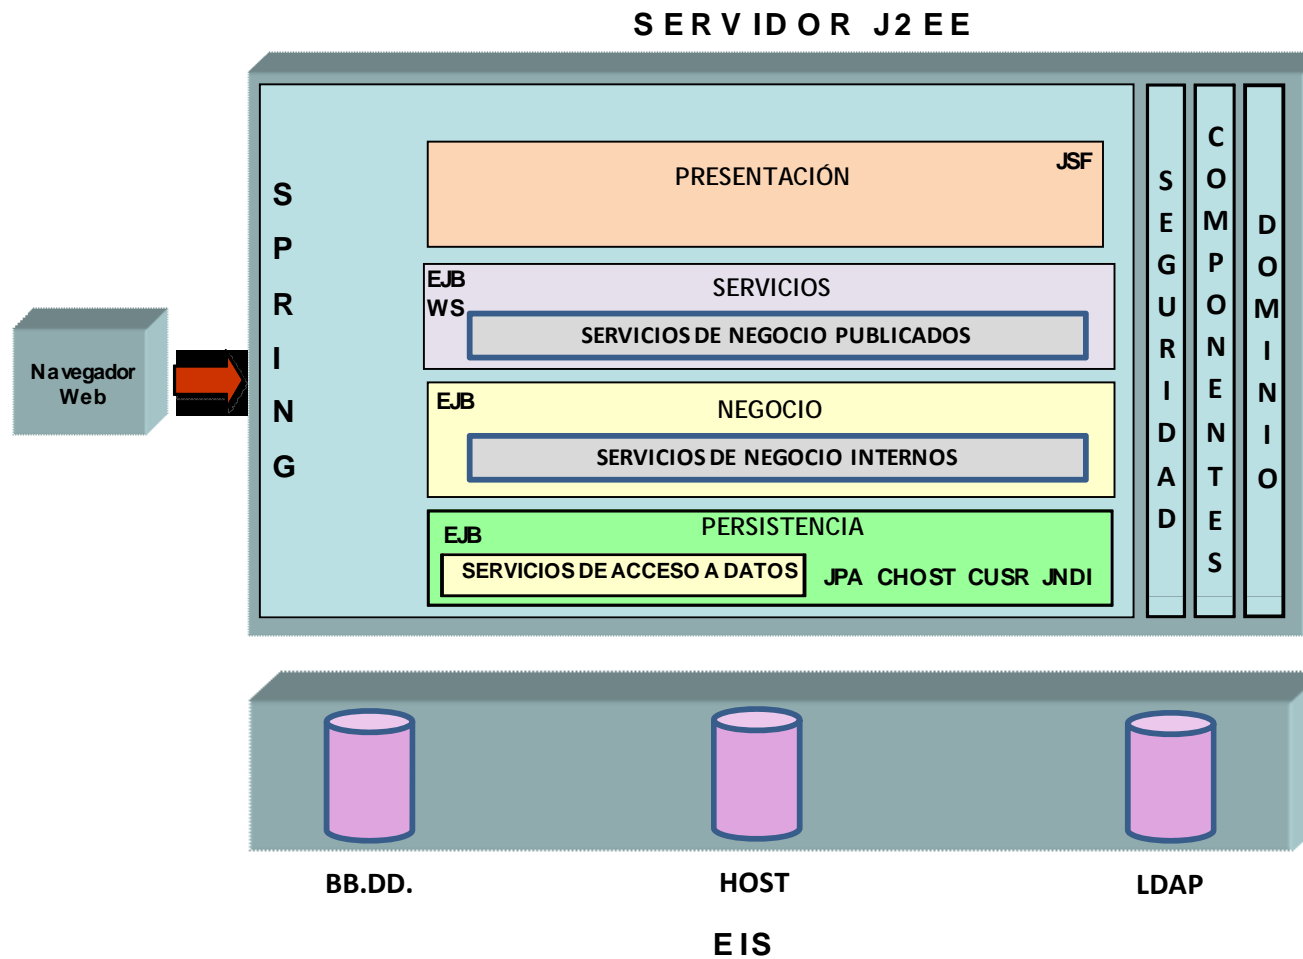 SERVIDOR J2EE
Navegador
Web
SPRING
PRESENTACIÓN
JSF
EJB
WS
SERVICIOS
SERVICIOS DE NEGOCIO PUBLICADOS
EJB
NEGOCIO
SERVICIOS DE NEGOCIO INTERNOS
EJB
PERSISTENCIA
SERVICIOS DE ACCESO A DATOS
JPA CHOST CUSR JNDI
SEGURIDAD
COMPONENTES
DOMINIO
BB.DD.
HOST
LDAP
EIS